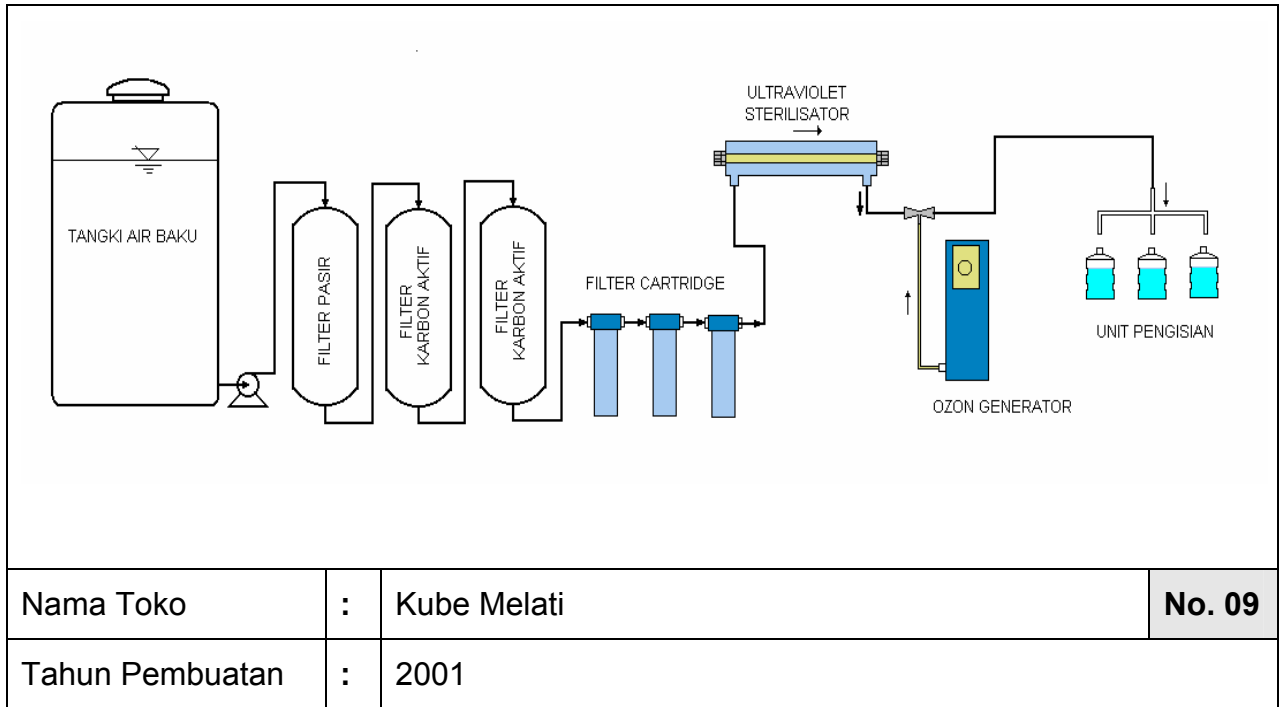 ULTRAVIOLET
STERILISATOR
TANGKI AIR BAKU
FILTER PASIR
FILTER
KARBON AKTIF
FILTER
KARBON AKTIF
FILTER CARTRIDGE
UNIT PENGISIAN
OZON GENERATOR
Nama Toko : Kube Melati No. 09
Tahun Pembuatan : 2001